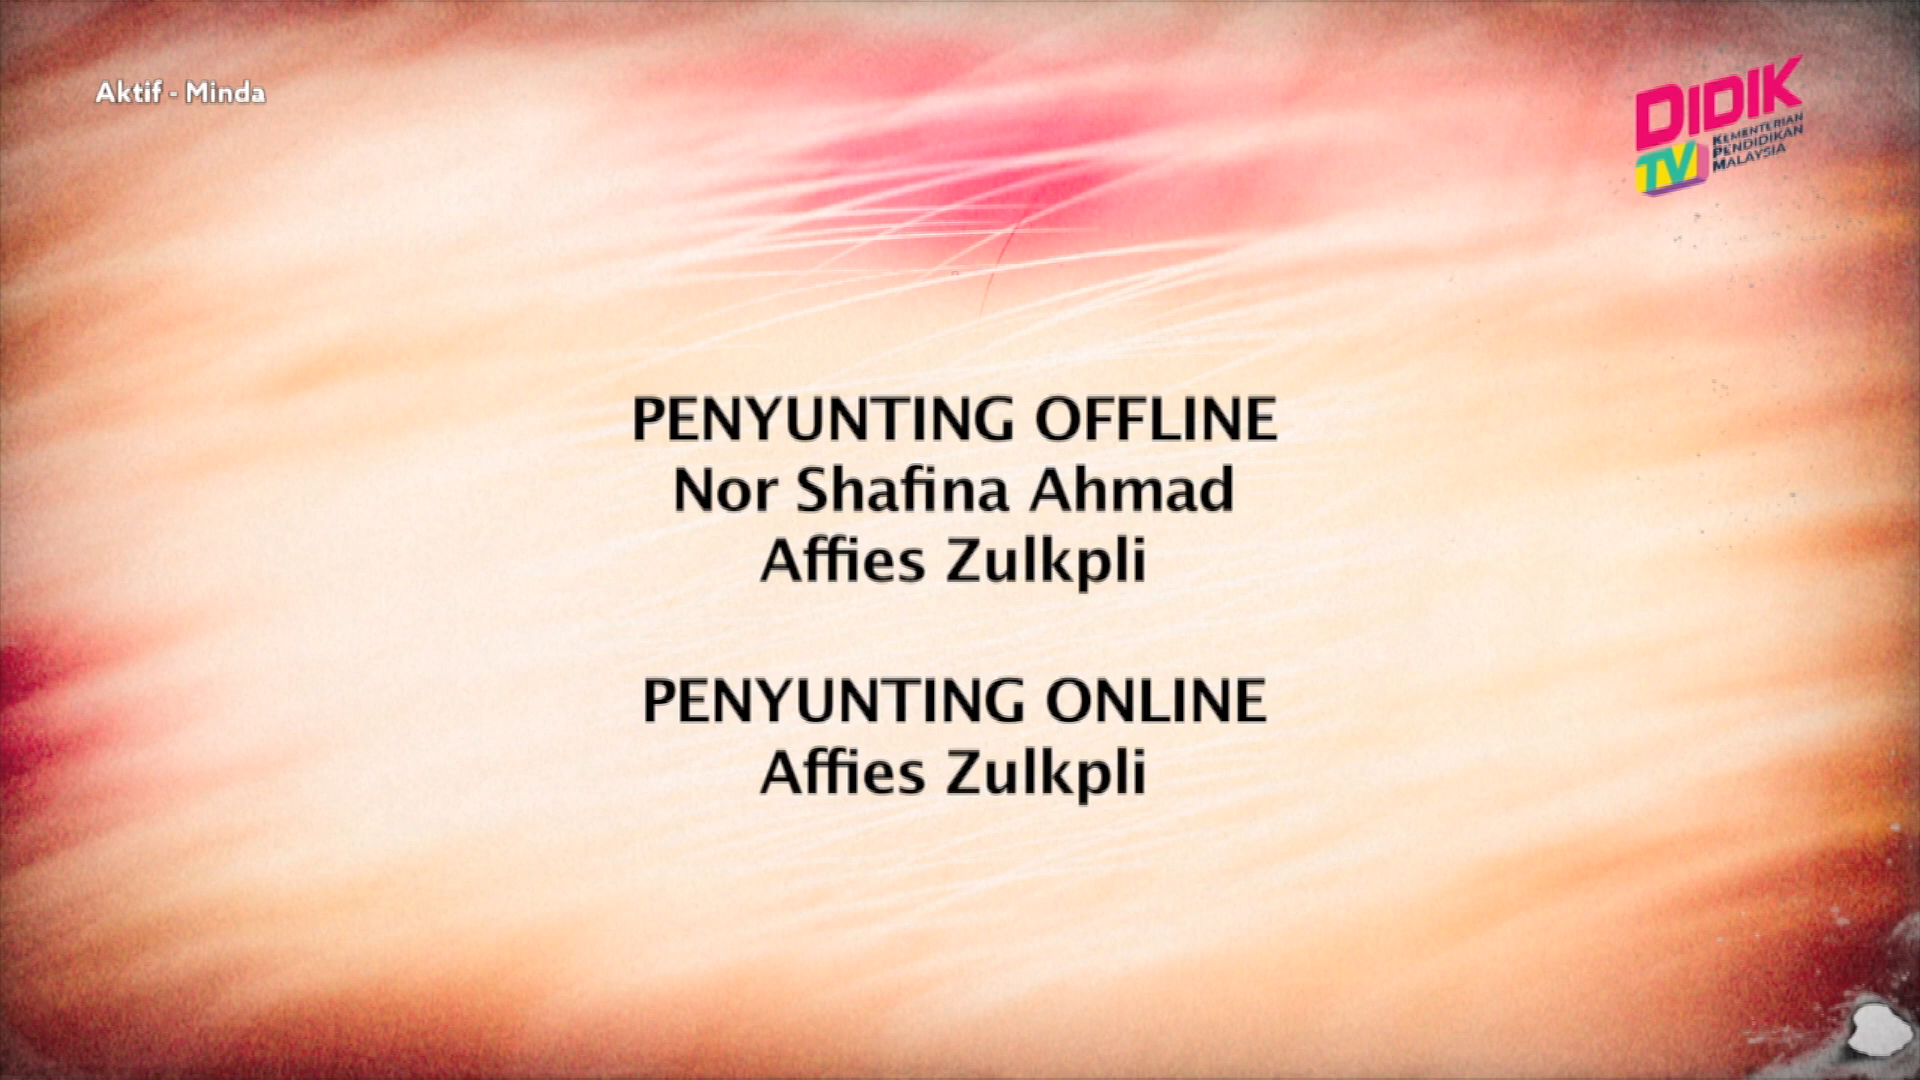 Aktif - Minda
DIDIK
TV
KEMENTERIAN
PENDIDIKAN
MALAYSIA
PENYUNTING OFFLINE
Nor Shafina Ahmad
Affies Zulkpli
PENYUNTING ONLINE
Affies Zulkpli